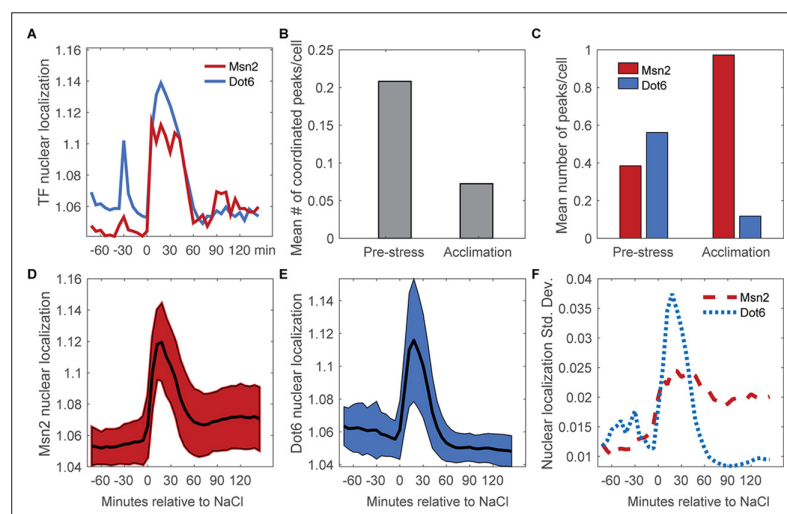 A
TF nuclear localization
1.16
1.14
1.12
1.10
1.08
1.06
Msn2
Dot6
-60 -30 0 30 60 90 120 min
B
Mean # of coordinated peaks/cell
0.25
0.2
0.15
0.1
0.05
0
Pre-stress Acclimation
C
Mean number of peaks/cell
1
0.8
0.6
0.4
0.2
0
Msn2
Dot6
Pre-stress Acclimation
D
Msn2 nuclear localization
1.16
1.14
1.12
1.10
1.08
1.06
1.04
-60 -30 0 30 60 90 120
Minutes relative to NaCl
E
Dot6 nuclear localization
1.14
1.12
1.10
1.08
1.06
1.04
-60 -30 0 30 60 90 120
Minutes relative to NaCl
F
Nuclear localization Std. Dev.
0.04
0.035
0.03
0.025
0.02
0.015
0.01
Msn2
Dot6
-60 -30 0 30 60 90 120
Minutes relative to NaCl